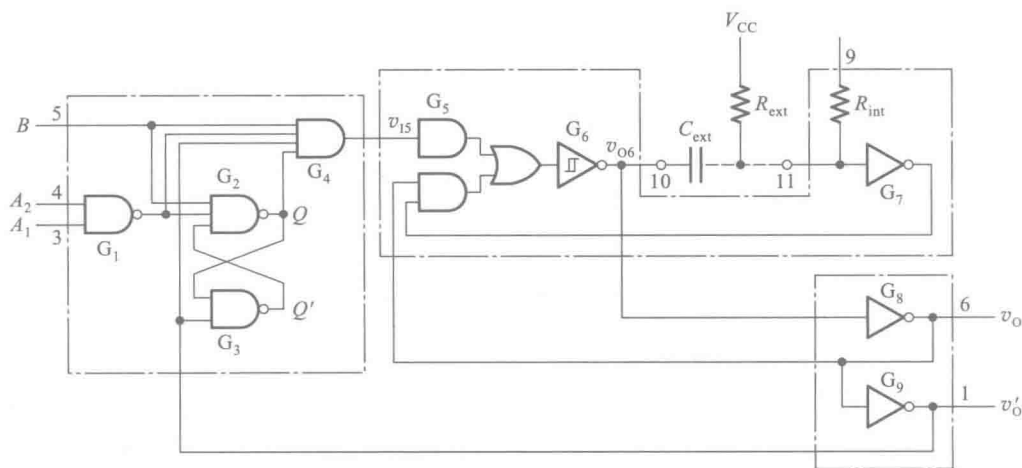 V_CC
9
R_ext
R_int
5
B
G_5
G_6
C_ext
v_I5
G_4
v_O6
10
11
G_7
4
A_2
A_1
3
G_1
G_2
Q
G_3
Q'
G_8
6
v_O
G_9
1
v'_O